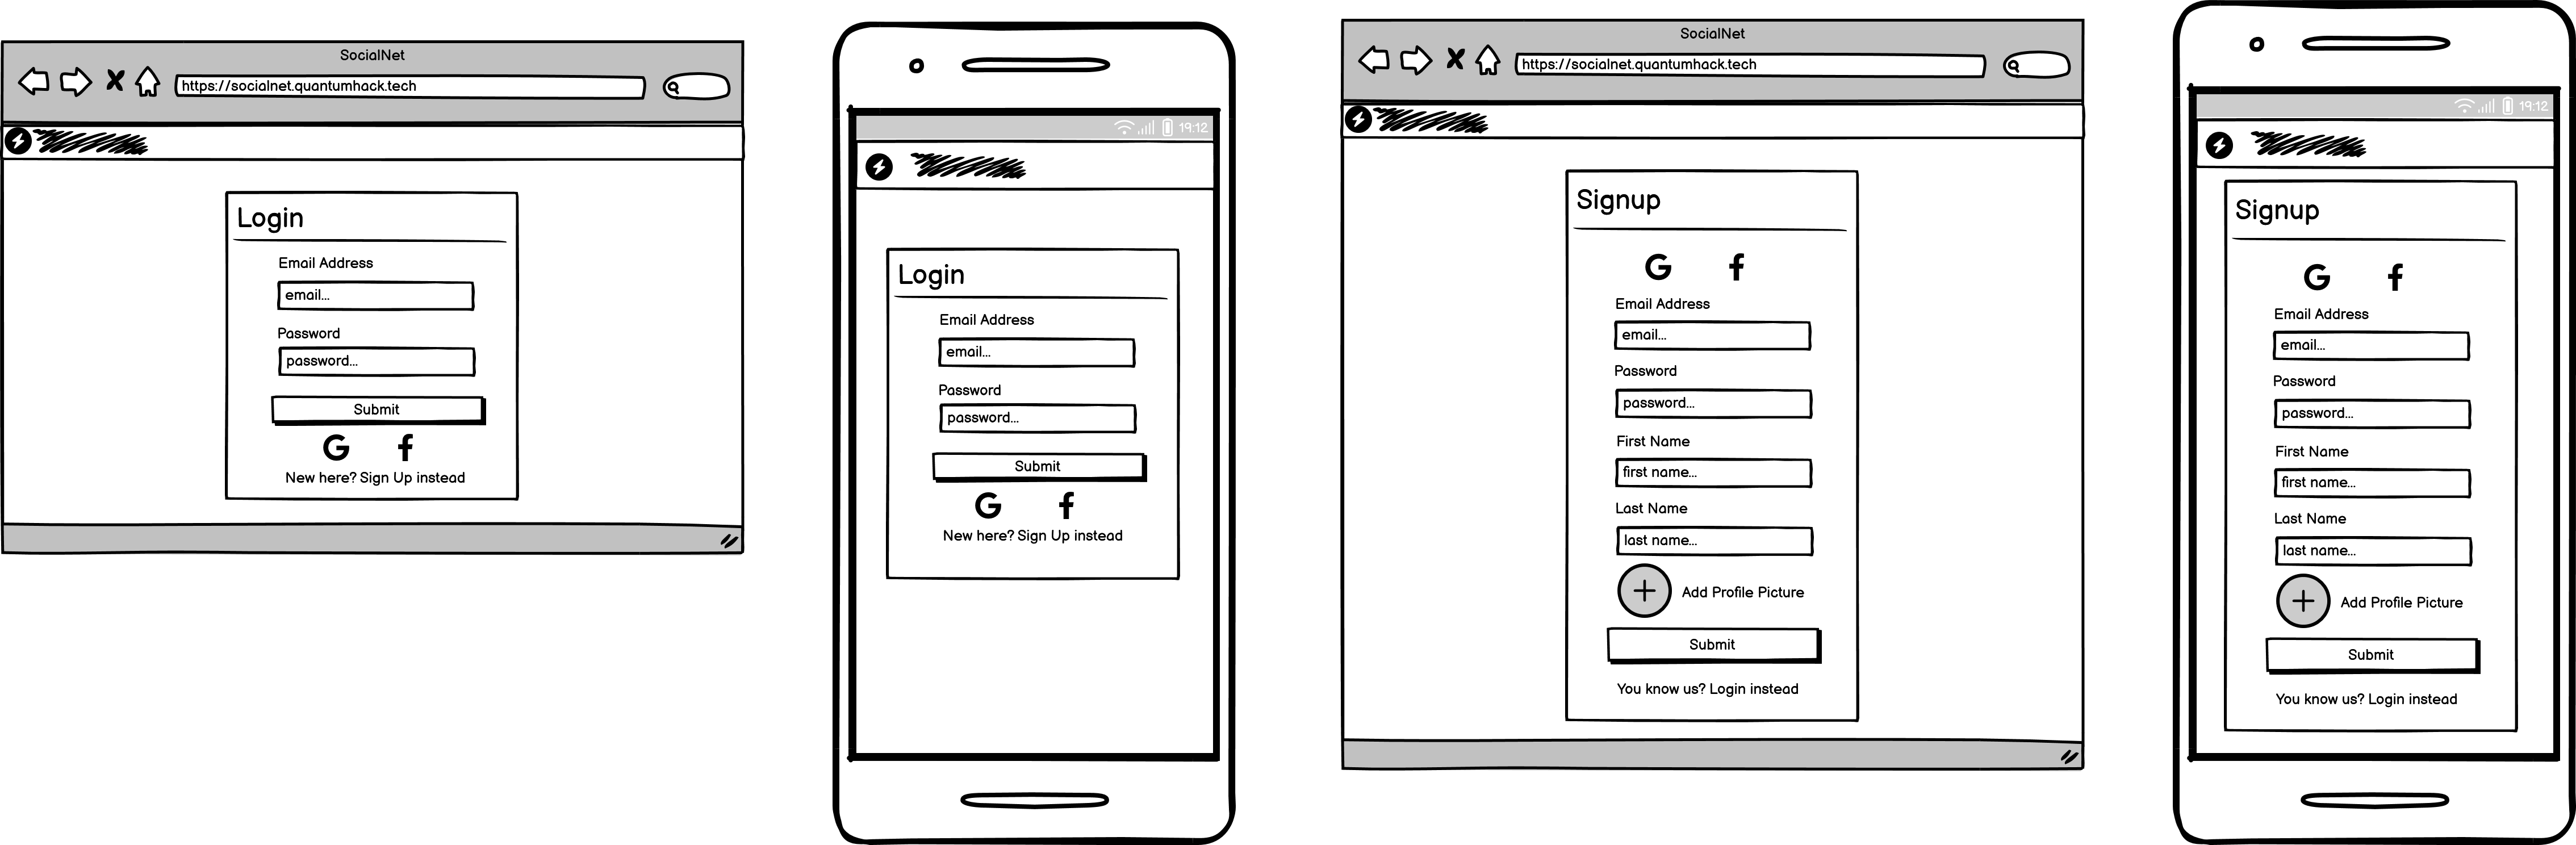 SocialNet
https://socialnet.quantumhack.tech
Login
Email Address
email...
Password
password...
Submit
G f
New here? Sign Up instead
19:12
Login
Email Address
email...
Password
password...
Submit
G f
New here? Sign Up instead
SocialNet
https://socialnet.quantumhack.tech
Signup
G f
Email Address
email...
Password
password...
First Name
first name...
Last Name
last name...
Add Profile Picture
Submit
You know us? Login instead
19:12
Signup
G f
Email Address
email...
Password
password...
First Name
first name...
Last Name
last name...
Add Profile Picture
Submit
You know us? Login instead